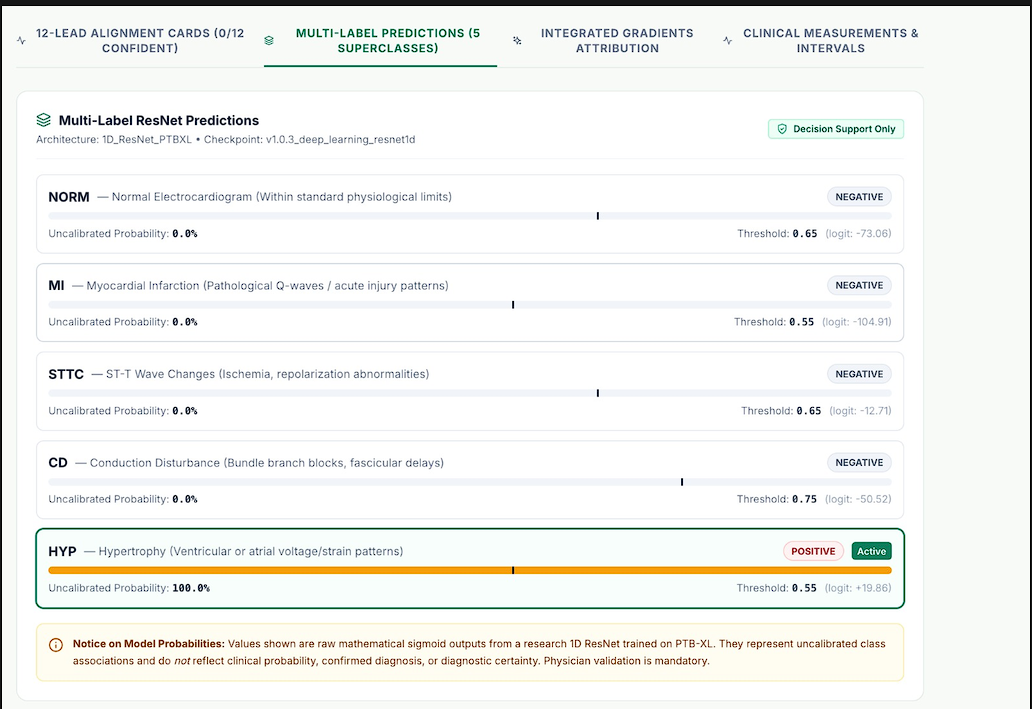 12-LEAD ALIGNMENT CARDS (0/12
CONFIDENT)
MULTI-LABEL PREDICTIONS (5
SUPERCLASSES)
INTEGRATED GRADIENTS
ATTRIBUTION
CLINICAL MEASUREMENTS &
INTERVALS
Multi-Label ResNet Predictions
Architecture: 1D_ResNet_PTBXL • Checkpoint: v1.0.3_deep_learning_resnet1d
Decision Support Only
NORM — Normal Electrocardiogram (Within standard physiological limits) NEGATIVE
Uncalibrated Probability: 0.0% Threshold: 0.65 (logit: -73.06)
MI — Myocardial Infarction (Pathological Q-waves / acute injury patterns) NEGATIVE
Uncalibrated Probability: 0.0% Threshold: 0.55 (logit: -104.91)
STTC — ST-T Wave Changes (Ischemia, repolarization abnormalities) NEGATIVE
Uncalibrated Probability: 0.0% Threshold: 0.65 (logit: -12.71)
CD — Conduction Disturbance (Bundle branch blocks, fascicular delays) NEGATIVE
Uncalibrated Probability: 0.0% Threshold: 0.75 (logit: -50.52)
HYP — Hypertrophy (Ventricular or atrial voltage/strain patterns) POSITIVE Active
Uncalibrated Probability: 100.0% Threshold: 0.55 (logit: +19.86)
Notice on Model Probabilities: Values shown are raw mathematical sigmoid outputs from a research 1D ResNet trained on PTB-XL. They represent uncalibrated class
associations and do not reflect clinical probability, confirmed diagnosis, or diagnostic certainty. Physician validation is mandatory.